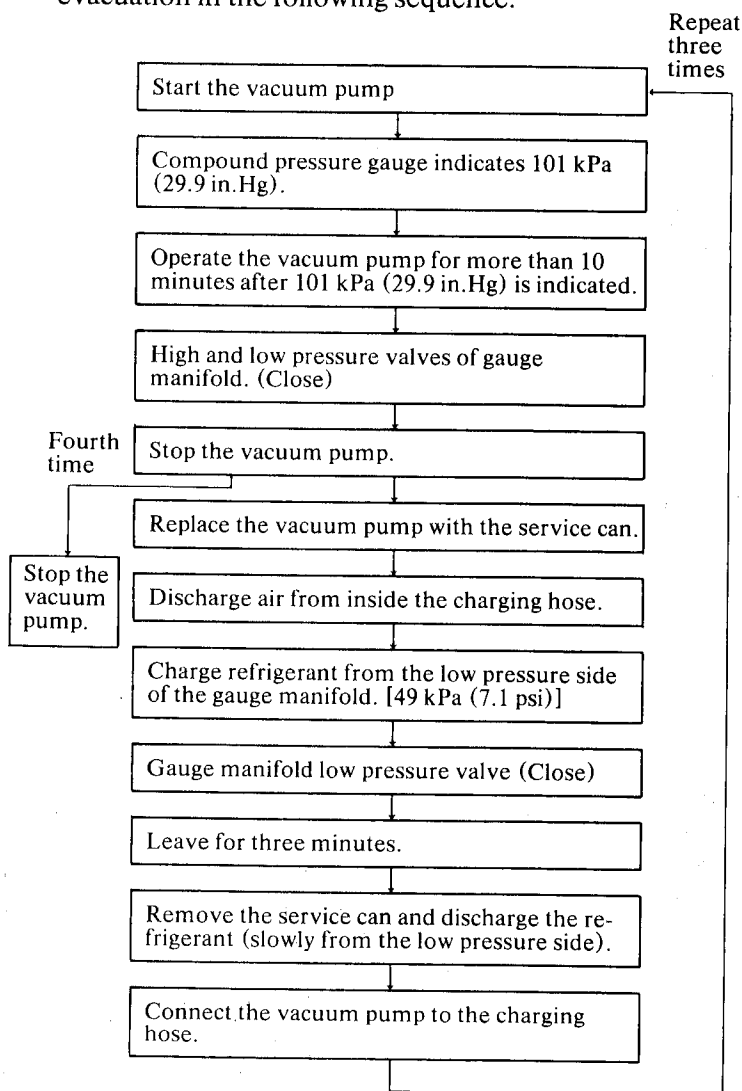 evacuation in the following sequence:
Repeat
three
times
Start the vacuum pump
Compound pressure gauge indicates 101 kPa
(29.9 in.Hg).
Operate the vacuum pump for more than 10
minutes after 101 kPa (29.9 in.Hg) is indicated.
High and low pressure valves of gauge
manifold. (Close)
Fourth
time
Stop the vacuum pump.
Replace the vacuum pump with the service can.
Stop the
vacuum
pump.
Discharge air from inside the charging hose.
Charge refrigerant from the low pressure side
of the gauge manifold. [49 kPa (7.1 psi)]
Gauge manifold low pressure valve (Close)
Leave for three minutes.
Remove the service can and discharge the re-
frigerant (slowly from the low pressure side).
Connect the vacuum pump to the charging
hose.